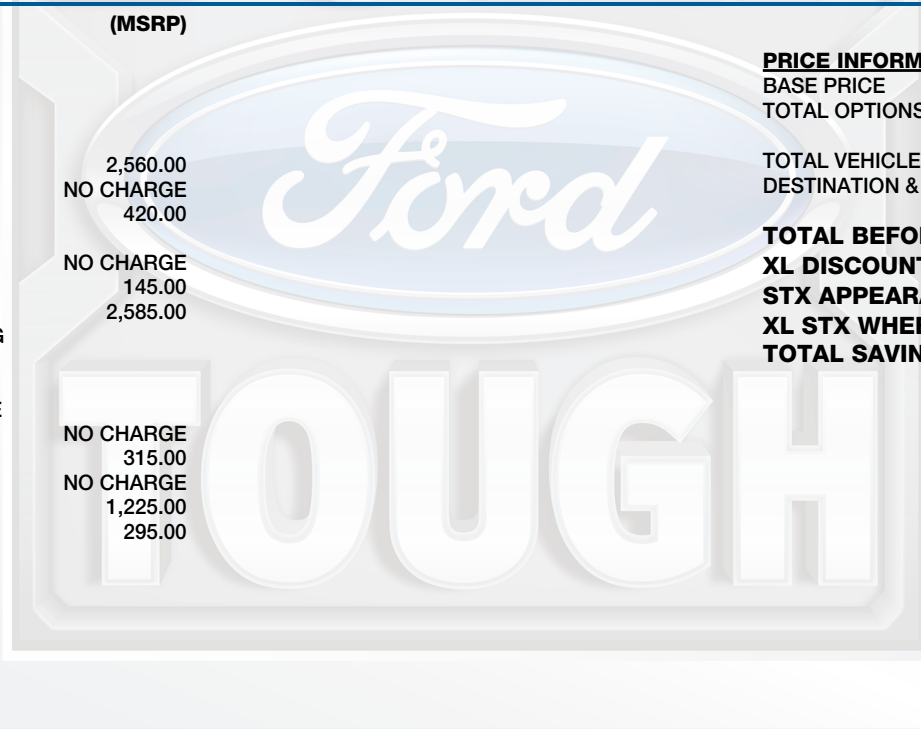 (MSRP)
2,560.00
NO CHARGE
420.00
NO CHARGE
145.00
2,585.00
NO CHARGE
315.00
NO CHARGE
1,225.00
295.00
PRICE INFORM
BASE PRICE
TOTAL OPTIONS
TOTAL VEHICLE
DESTINATION &
TOTAL BEFO
XL DISCOUNT
STX APPEAR
XL STX WHE
TOTAL SAVIN
Ford
TOUGH